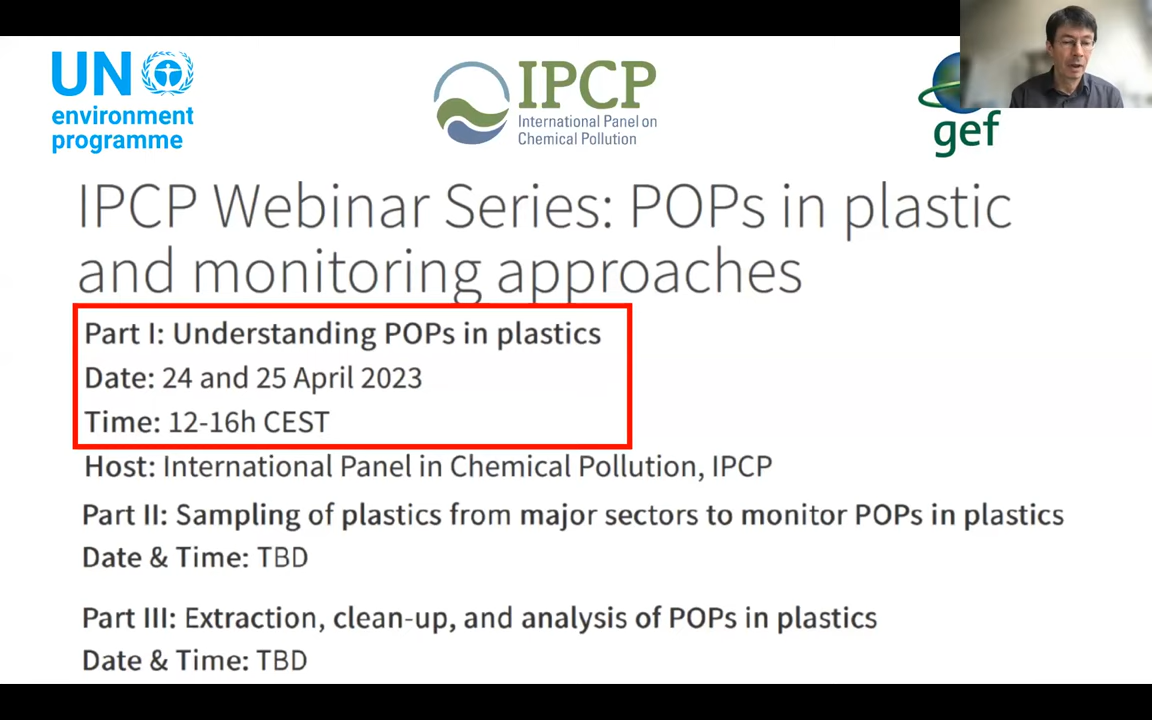 UN
environment
programme
IPCP
International Panel on
Chemical Pollution
gef
IPCP Webinar Series: POPs in plastic
and monitoring approaches
Part I: Understanding POPs in plastics
Date: 24 and 25 April 2023
Time: 12-16h CEST
Host: International Panel in Chemical Pollution, IPCP
Part II: Sampling of plastics from major sectors to monitor POPs in plastics
Date & Time: TBD
Part III: Extraction, clean-up, and analysis of POPs in plastics
Date & Time: TBD